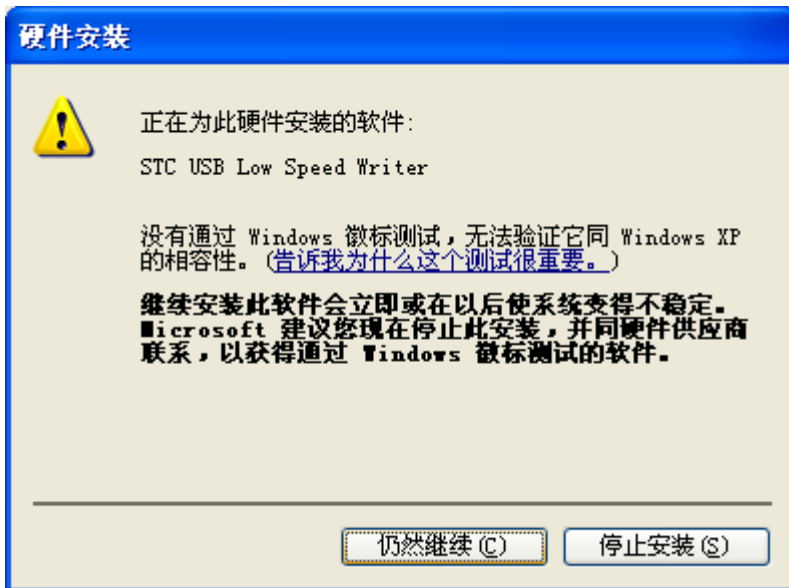 硬件安装
正在为此硬件安装的软件:
STC USB Low Speed Writer
没有通过 Windows 徽标测试，无法验证它同 Windows XP
的相容性。(告诉我为什么这个测试很重要。)
继续安装此软件会立即或在以后使系统变得不稳定。
Microsoft 建议您现在停止此安装，并同硬件供应商
联系，以获得通过 Windows 徽标测试的软件。
仍然继续(C) 停止安装(S)